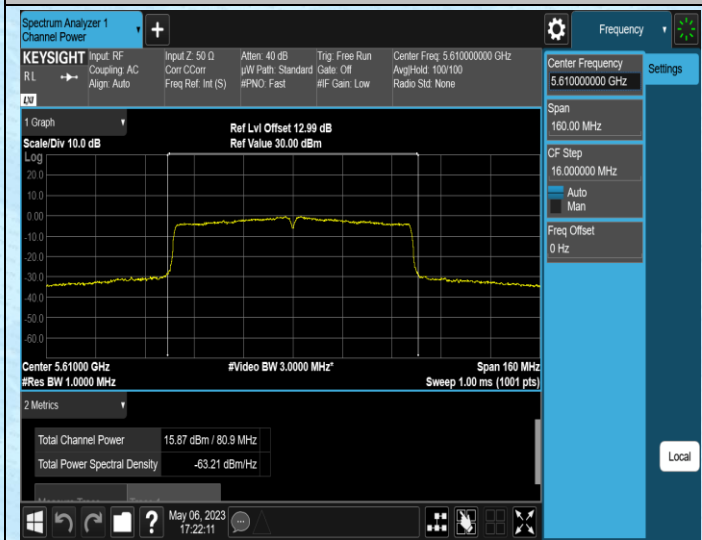 Spectrum Analyzer 1
Channel Power
+
Frequency
KEYSIGHT
RL
LXI
Input: RF
Coupling: AC
Align: Auto
Input Z: 50 Ω
Corr CCorr
Freq Ref: Int (S)
Atten: 40 dB
µW Path: Standard
#PNO: Fast
Trig: Free Run
Gate: Off
#IF Gain: Low
Center Freq: 5.610000000 GHz
Avg|Hold: 100/100
Radio Std: None
Center Frequency
5.610000000 GHz
Settings
Span
160.00 MHz
CF Step
16.000000 MHz
Auto
Man
Freq Offset
0 Hz
1 Graph
Scale/Div 10.0 dB
Ref Lvl Offset 12.99 dB
Ref Value 30.00 dBm
Log
20.0
10.0
0.00
-10.0
-20.0
-30.0
-40.0
-50.0
-60.0
Center 5.61000 GHz
#Video BW 3.0000 MHz*
Span 160 MHz
#Res BW 1.0000 MHz
Sweep 1.00 ms (1001 pts)
2 Metrics
Total Channel Power 15.87 dBm / 80.9 MHz
Total Power Spectral Density -63.21 dBm/Hz
Local
?
May 06, 2023
17:22:11